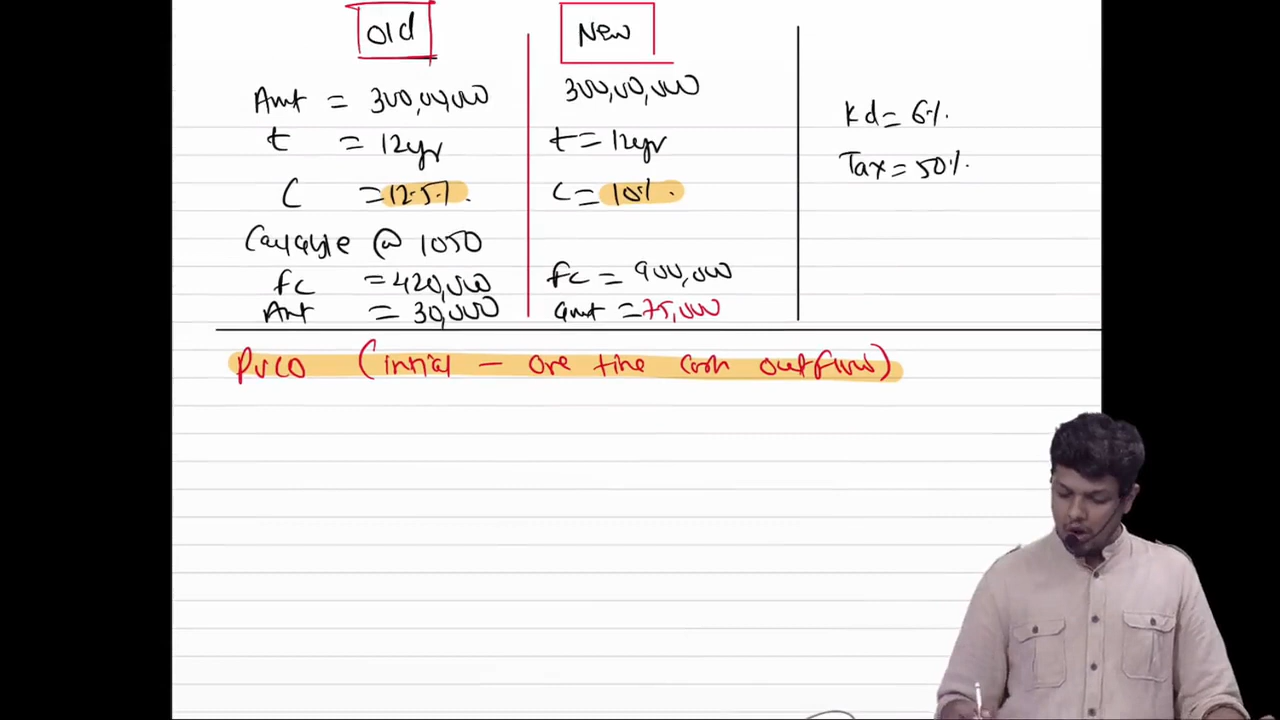 Old
Amt = 300,00,000
t = 12yr
C = 12.5%.
Callable @ 1050
fc = 420,000
Amt = 30,000
New
300,00,000
t = 12yr
C = 10%.
fc = 900,000
amt = 75,000
Kd = 6%.
Tax = 50%.
PVCO (initial - one time cash outflow)